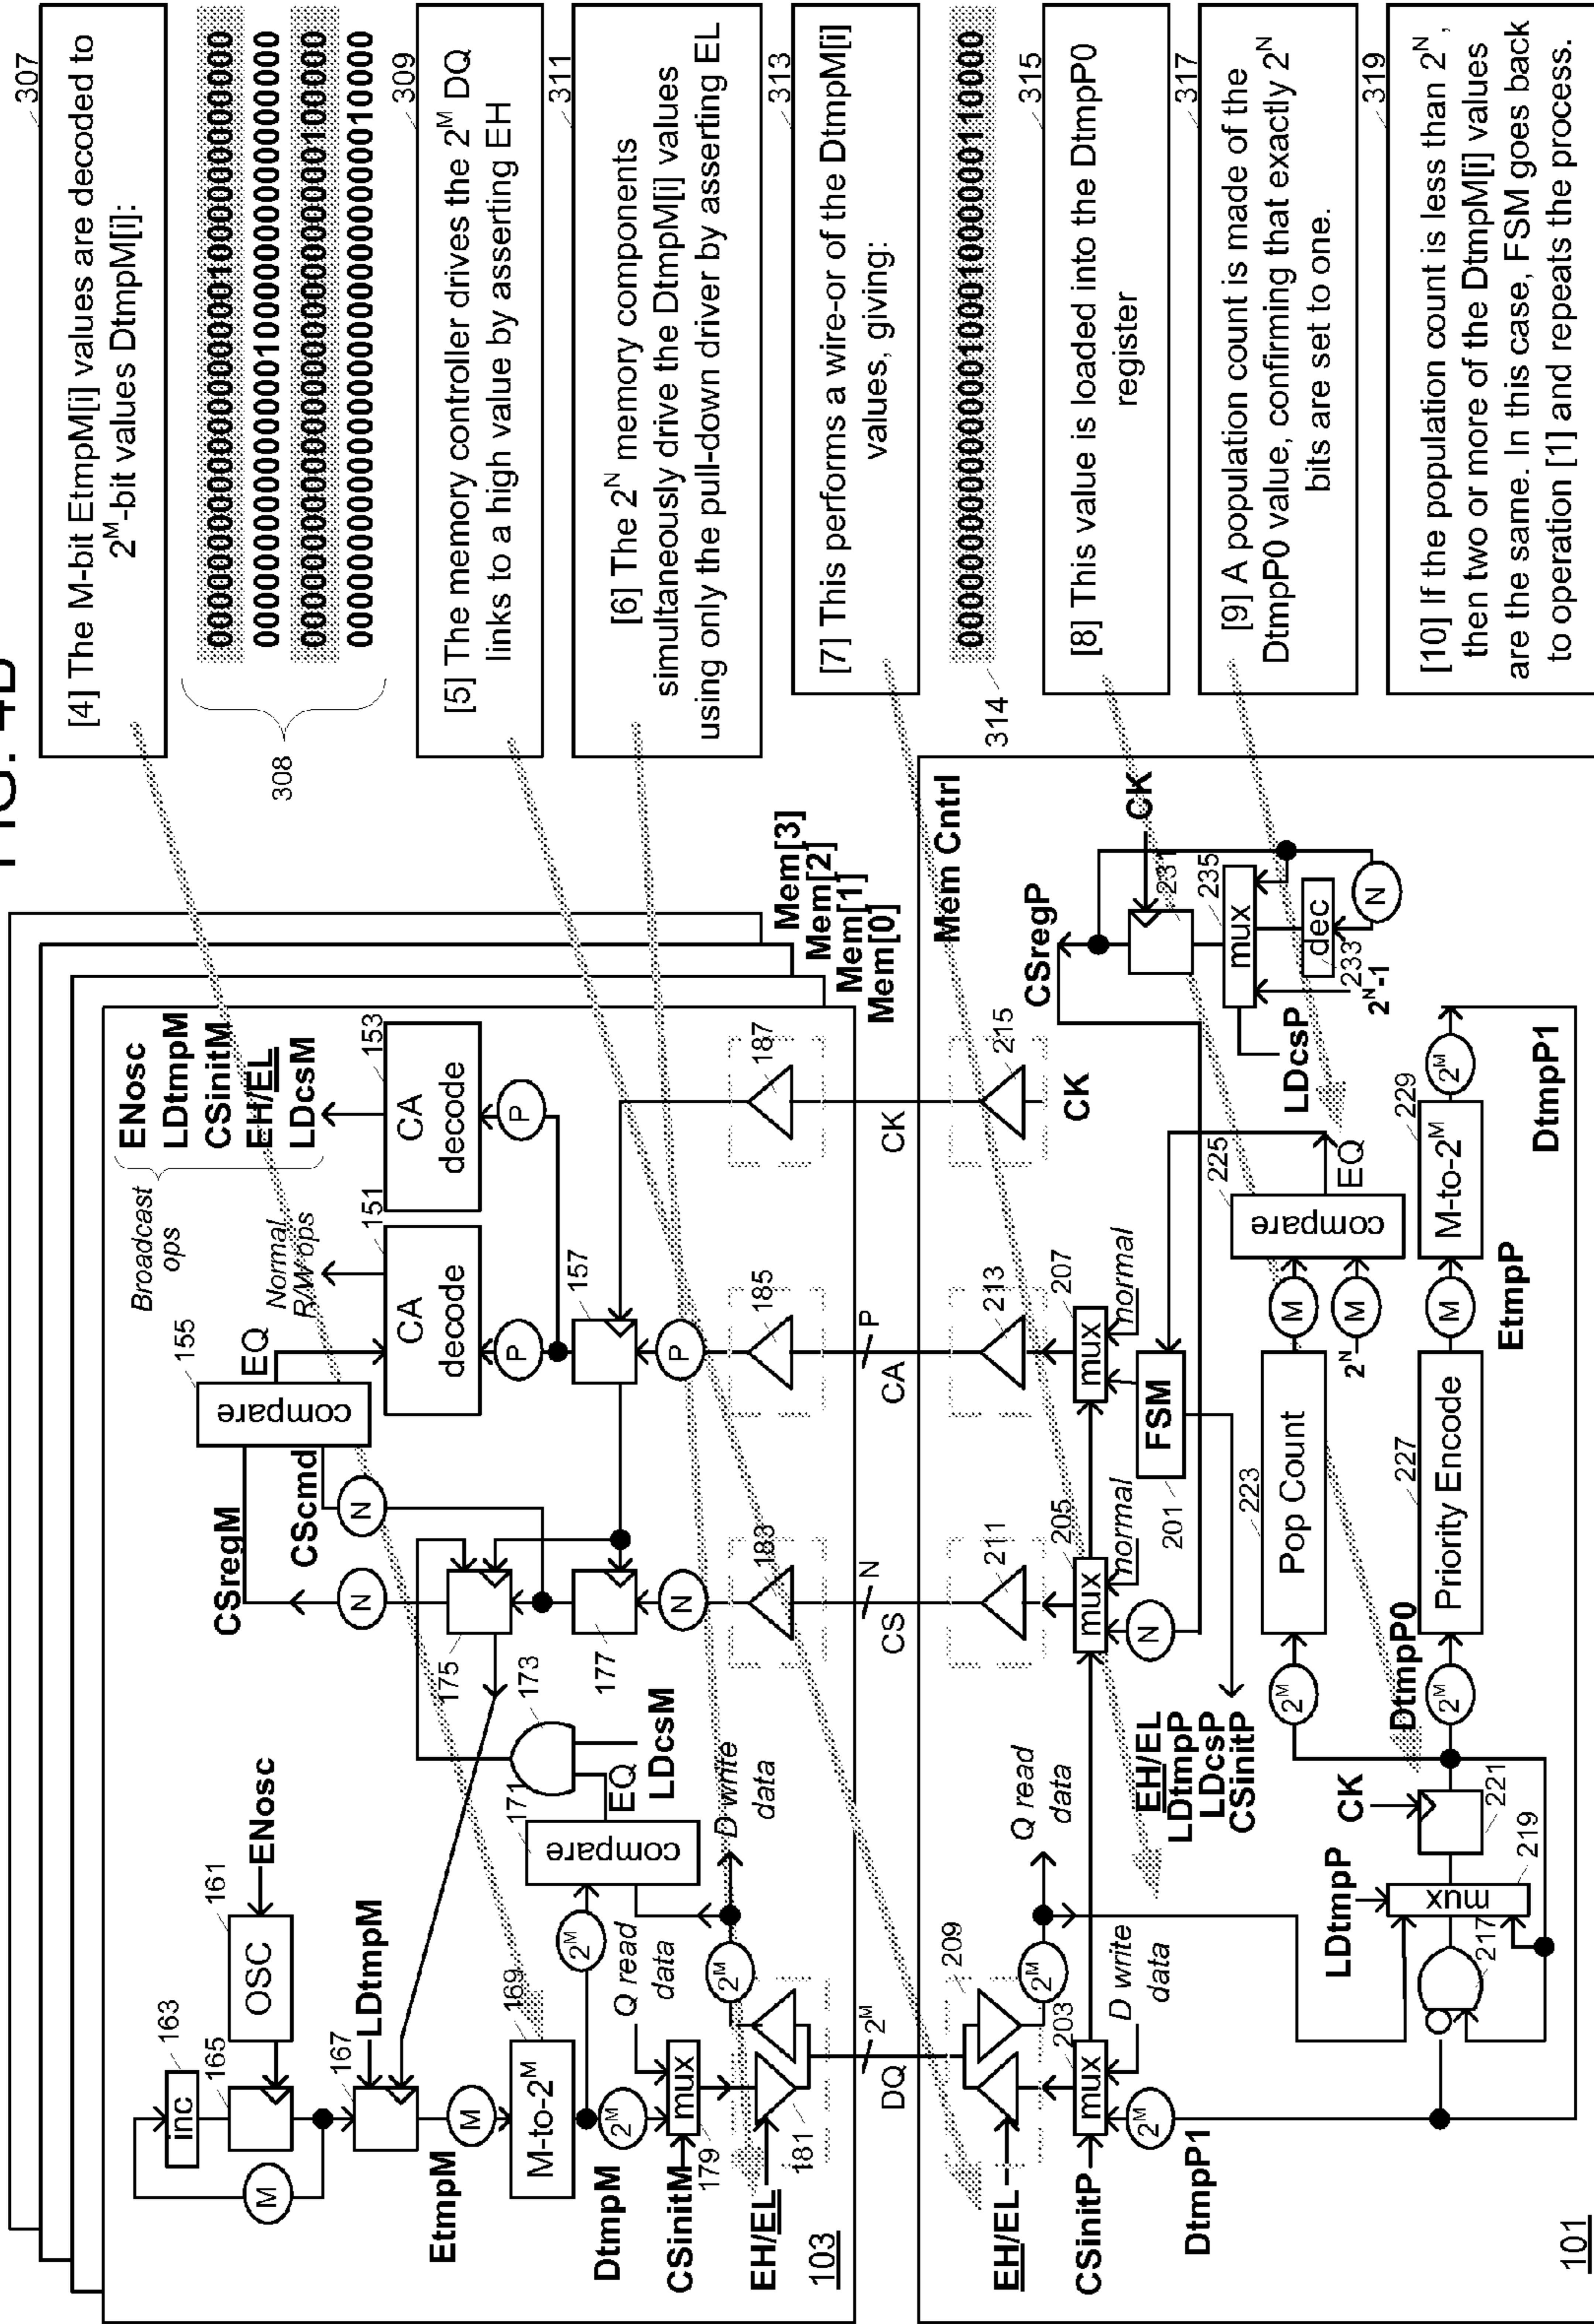 307
[4] The M-bit EtmpM[i] values are decoded to
2^M-bit values DtmpM[i]:
308
309
[5] The memory controller drives the 2^M DQ
links to a high value by asserting EH
311
[6] The 2^N memory components
simultaneously drive the DtmpM[i] values
using only the pull-down driver by asserting EL
313
[7] This performs a wire-or of the DtmpM[i]
values, giving:
314
315
[8] This value is loaded into the DtmpP0
register
317
[9] A population count is made of the
DtmpP0 value, confirming that exactly 2^N
bits are set to one.
319
[10] If the population count is less than 2^N ,
then two or more of the DtmpM[i] values
are the same. In this case, FSM goes back
to operation [1] and repeats the process.
Mem[3]
Mem[2]
Mem[1]
Mem[0]
163
inc
165
M
161
OSC
ENosc
167
LDtmpM
EtmpM
M
169
M-to-2^M
DtmpM
2^M
2^M
Q read
data
CSinitM
mux
179
EH/EL
181
2^M
D write
data
171
compare
EQ
LDcsM
173
175
177
CSregM
N
CScmd
N
N
183
155
compare
EQ
Broadcast
ops
ENosc
LDtmpM
CSinitM
EH/EL
LDcsM
Normal
R/W ops
151
CA
decode
153
CA
decode
P
P
157
P
185
187
103
DQ
2^M
CS
N
CA
P
CK
Mem Cntrl
209
EH/EL
2^M
Q read
data
203
mux
CSinitP
2^M
DtmpP1
D write
data
211
205
mux
normal
N
213
207
mux
normal
215
CK
201
FSM
EH/EL
LDtmpP
LDcsP
CSinitP
LDtmpP
217
mux
219
CK
221
DtmpP0
2^M
223
Pop Count
M
2^N
M
225
compare
EQ
2^M
227
Priority Encode
M
EtmpP
229
M-to-2^M
2^M
DtmpP1
CSregP
CK
231
235
mux
LDcsP
233
dec
2^N-1
N
101